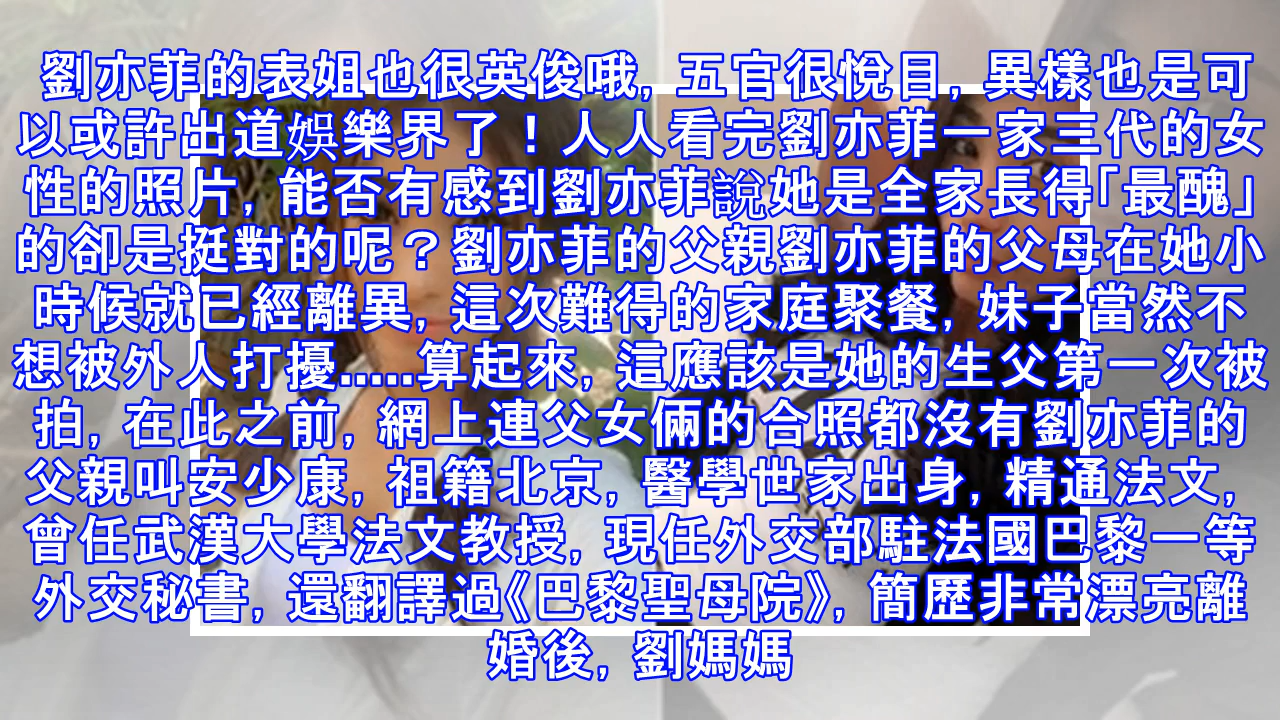 劉亦菲的表姐也很英俊哦, 五官很悅目, 異樣也是可
以或許出道娛樂界了！人人看完劉亦菲一家三代的女
性的照片, 能否有感到劉亦菲說她是全家長得「最醜」
的卻是挺對的呢？劉亦菲的父親劉亦菲的父母在她小
時候就已經離異, 這次難得的家庭聚餐, 妹子當然不
想被外人打擾.....算起來, 這應該是她的生父第一次被
拍, 在此之前, 網上連父女倆的合照都沒有劉亦菲的
父親叫安少康, 祖籍北京, 醫學世家出身, 精通法文,
曾任武漢大學法文教授, 現任外交部駐法國巴黎一等
外交秘書, 還翻譯過《巴黎聖母院》, 簡歷非常漂亮離
婚後, 劉媽媽